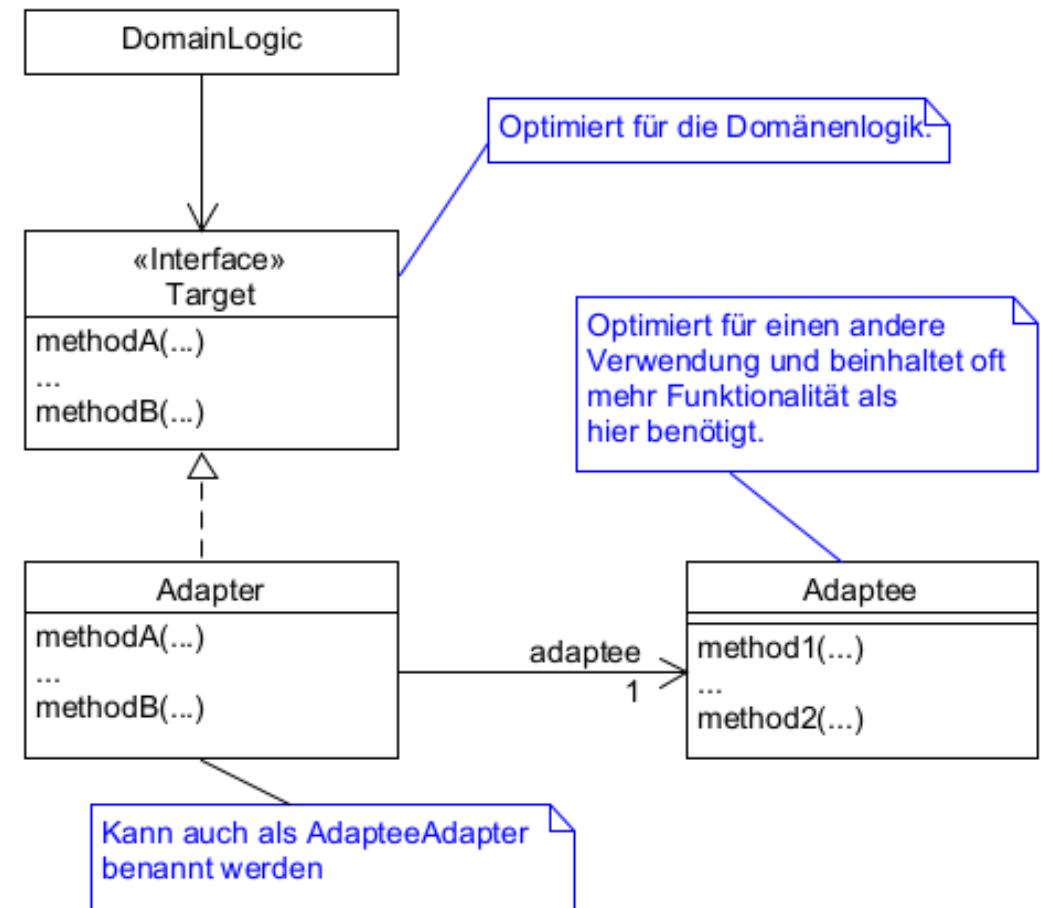 DomainLogic
Optimiert für die Domänenlogik.
«Interface»
Target
methodA(...)
...
methodB(...)
Optimiert für einen andere
Verwendung und beinhaltet oft
mehr Funktionalität als
hier benötigt.
Adapter
methodA(...)
...
methodB(...)
adaptee
1
Adaptee
method1(...)
...
method2(...)
Kann auch als AdapteeAdapter
benannt werden